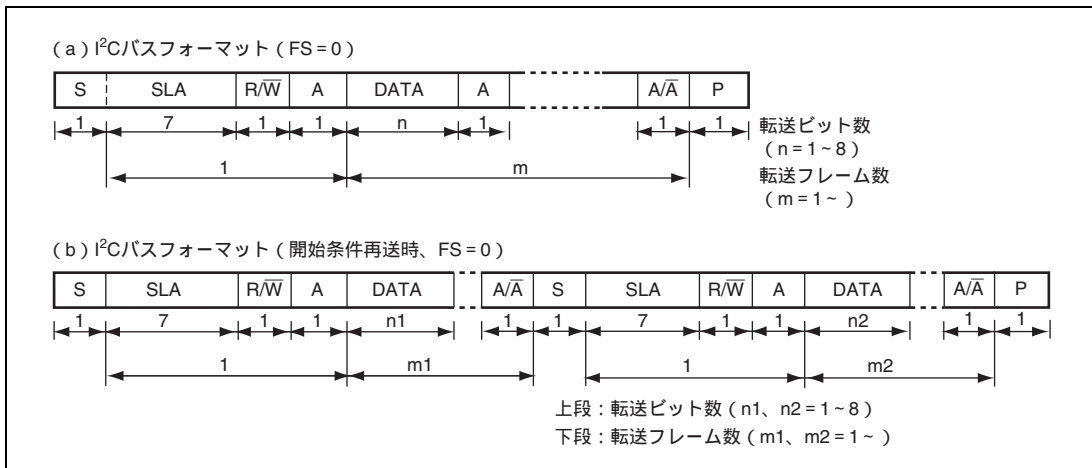 (a) I²Cバスフォーマット(FS=0)
S SLA R/W̅ A DATA A A/A̅ P
1 7 1 1 n 1 1 1
転送ビット数
(n=1~8)
1 m
転送フレーム数
(m=1~ )
(b) I²Cバスフォーマット(開始条件再送時、FS=0)
S SLA R/W̅ A DATA A/A̅ S SLA R/W̅ A DATA A/A̅ P
1 7 1 1 n1 1 1 7 1 1 n2 1 1
1 m1 1 m2
上段:転送ビット数(n1、n2=1~8)
下段:転送フレーム数(m1、m2=1~ )